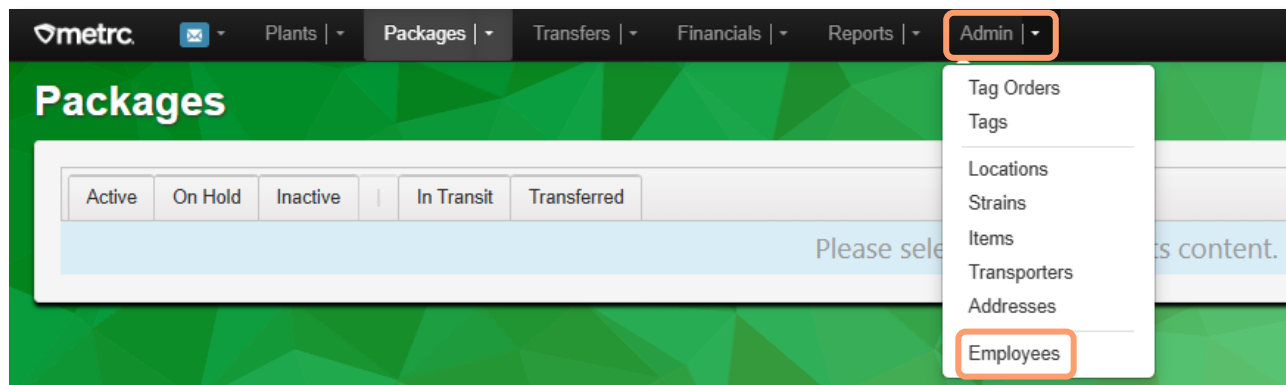 metrc. Plants | Packages | Transfers | Financials | Reports | Admin |
Packages
Tag Orders
Tags
Locations
Strains
Items
Transporters
Addresses
Employees
Active On Hold Inactive | In Transit Transferred
Please sele s content.